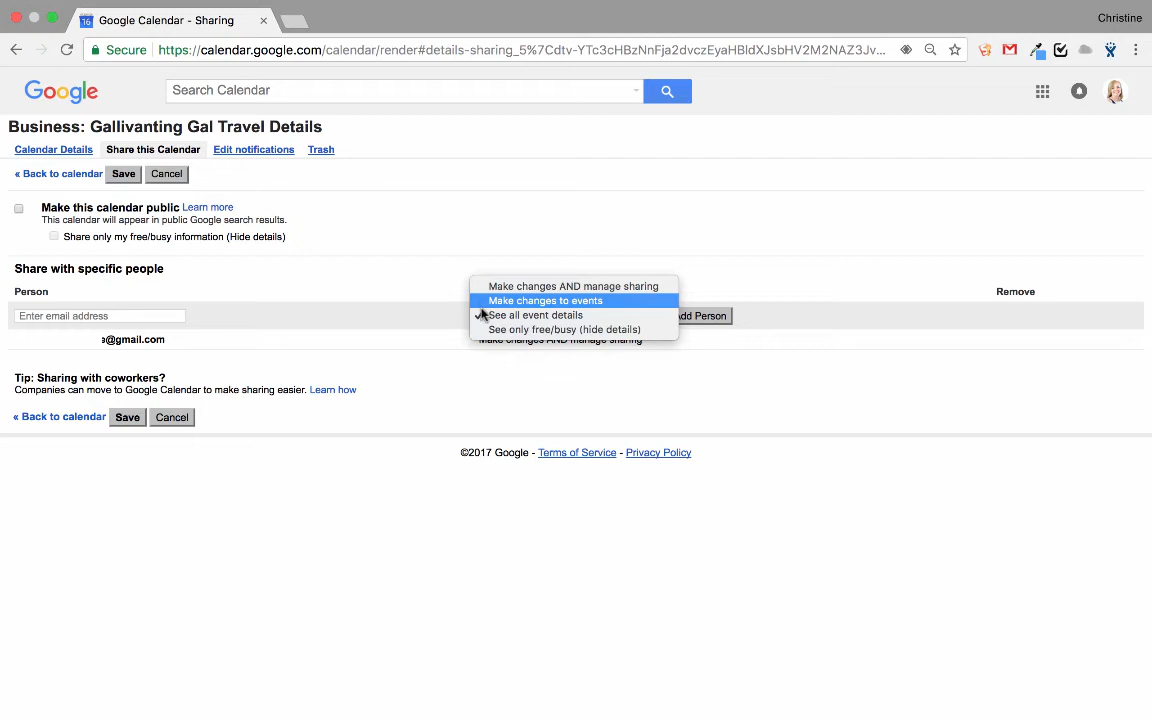 Google Calendar - Sharing
Christine
Secure https://calendar.google.com/calendar/render#details-sharing_5%7Cdtv-YTc3cHBzNnFja2dvczEyaHBldXJsbHV2M2NAZ3Jv...
Google
Search Calendar
Business: Gallivanting Gal Travel Details
Calendar Details Share this Calendar Edit notifications Trash
« Back to calendar Save Cancel
Make this calendar public Learn more
This calendar will appear in public Google search results.
Share only my free/busy information (Hide details)
Share with specific people
Person Remove
Make changes AND manage sharing
Make changes to events
See all event details
See only free/busy (hide details)
Enter email address Add Person
@gmail.com Make changes AND manage sharing
Tip: Sharing with coworkers?
Companies can move to Google Calendar to make sharing easier. Learn how
« Back to calendar Save Cancel
©2017 Google - Terms of Service - Privacy Policy